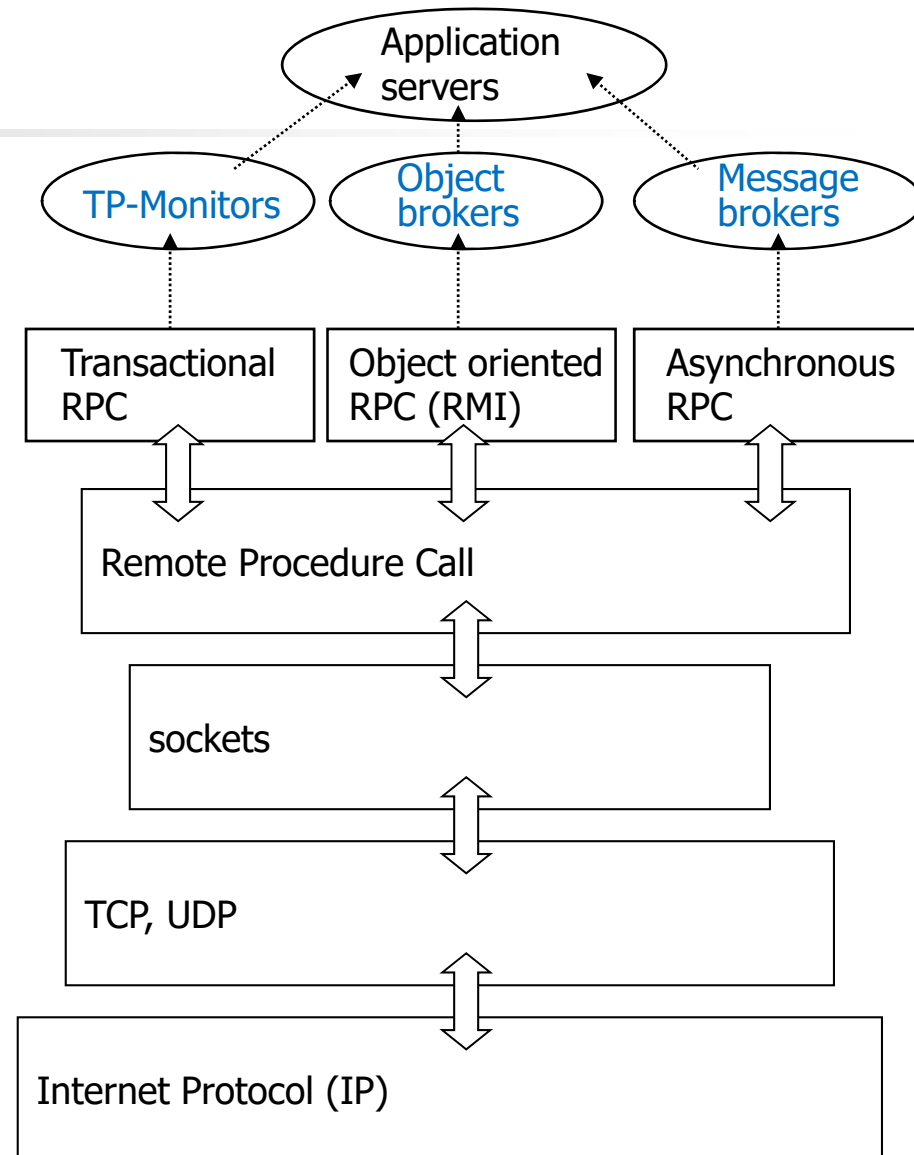 Application
servers
TP-Monitors
Object
brokers
Message
brokers
Transactional
RPC
Object oriented
RPC (RMI)
Asynchronous
RPC
Remote Procedure Call
sockets
TCP, UDP
Internet Protocol (IP)